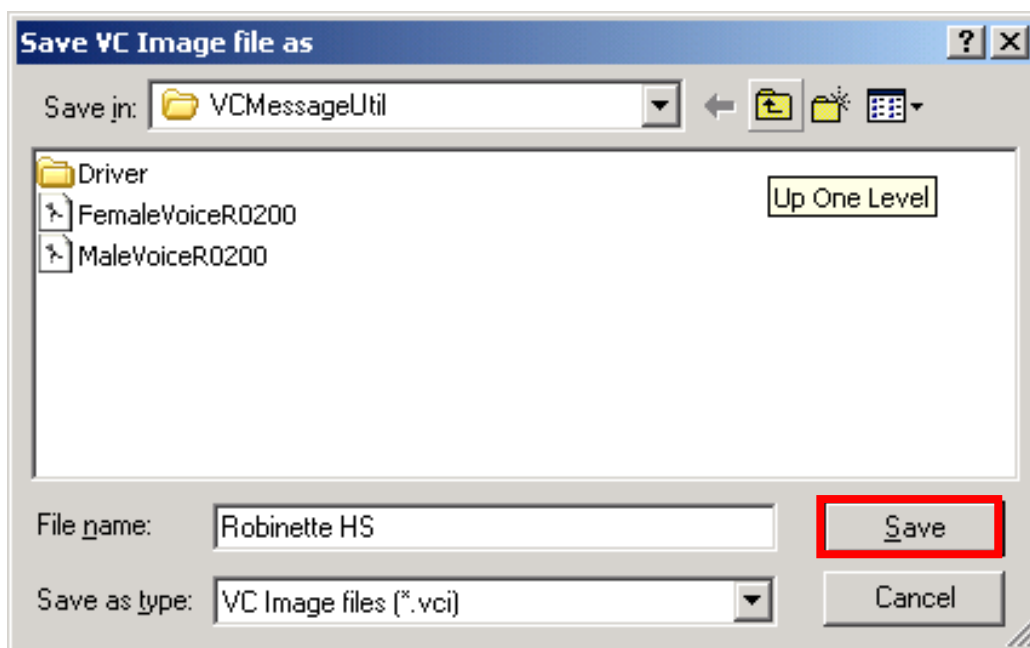 Save VC Image file as
Save in: VCMessageUtil
Driver
Up One Level
FemaleVoiceR0200
MaleVoiceR0200
File name: Robinette HS Save
Save as type: VC Image files (*.vci) Cancel